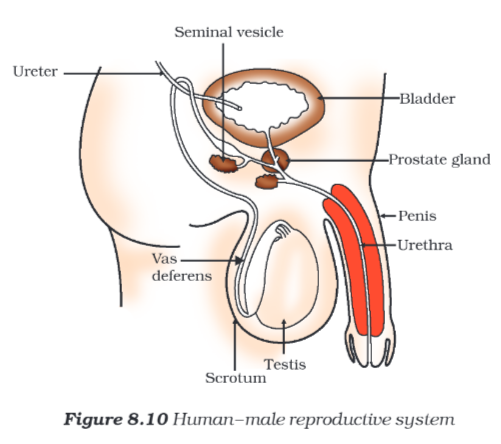 Seminal vesicle
Ureter
Bladder
Prostate gland
Penis
Urethra
Vas
deferens
Testis
Scrotum
Figure 8.10 Human–male reproductive system